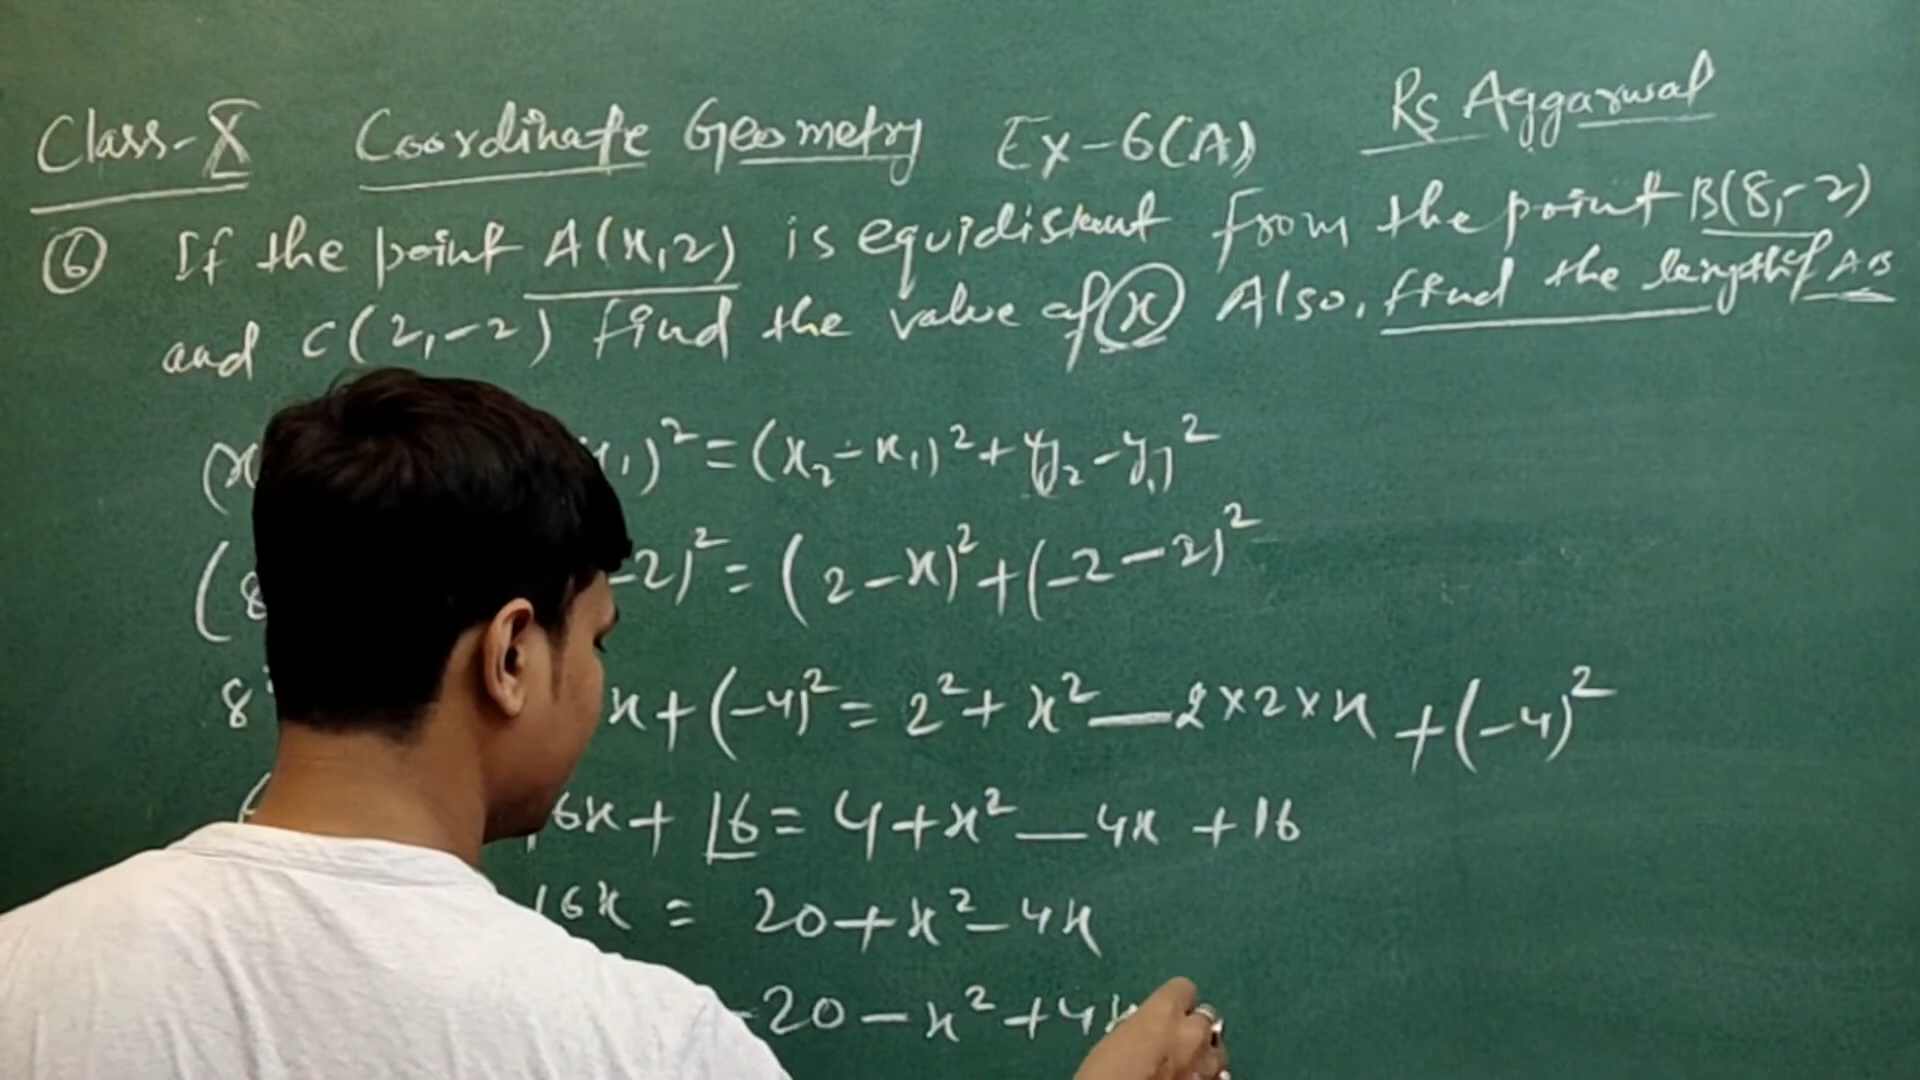 Class-X Coordinate Geometry Ex-6(A) Rs Aggarwal
⑥ If the point A(x,2) is equidistant from the point B(8,-2)
and C(2,-2) find the value of x Also, find the length of AB
)² = (x₂-x₁)²+y₂-y₁)²
(8 -2)² = (2-x)²+(-2-2)²
8 x+(-4)² = 2²+x²-2×2×x+(-4)²
16x+16 = 4+x²-4x+16
16x = 20+x²-4x
-20-x²+4x